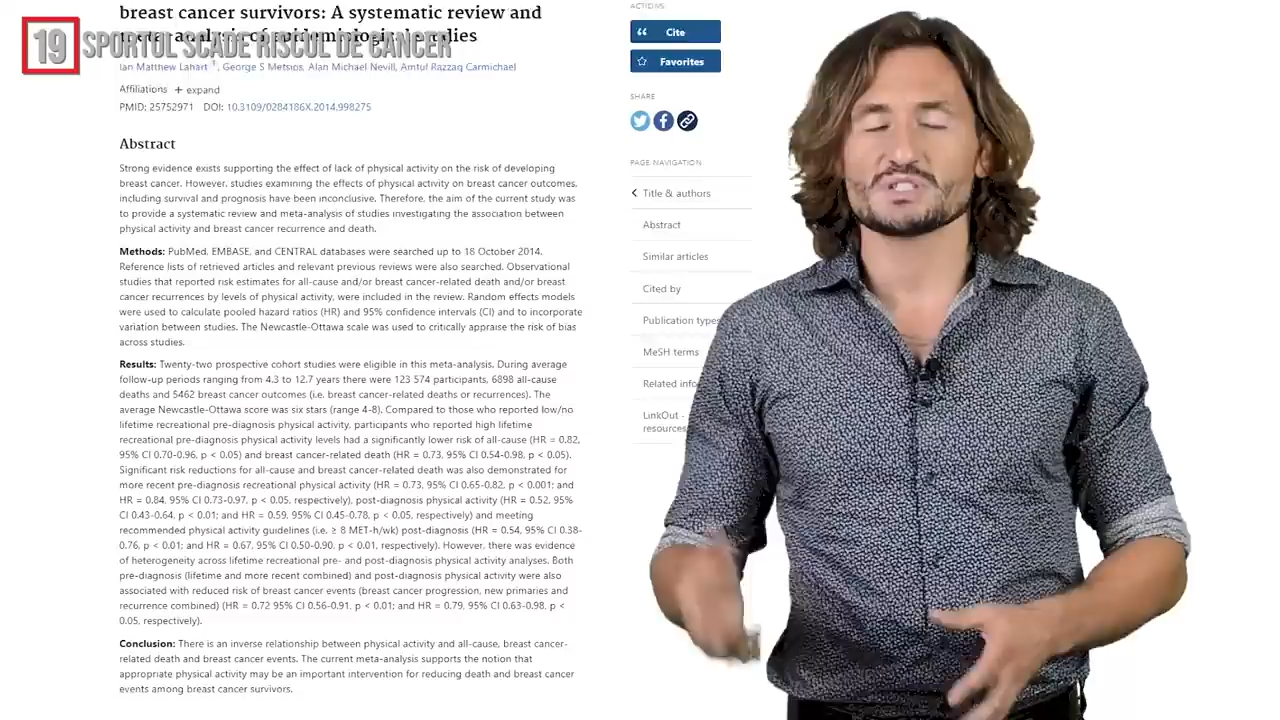 breast cancer survivors: A systematic review and
meta-analysis of epidemiological studies
19
SPORTUL SCADE RISCUL DE CANCER
Ian Matthew Lahart 1, George S Metsios, Alan Michael Nevill, Amtul Razzaq Carmichael
Affiliations + expand
PMID: 25752971 DOI: 10.3109/0284186X.2014.998275
Abstract
Strong evidence exists supporting the effect of lack of physical activity on the risk of developing
breast cancer. However, studies examining the effects of physical activity on breast cancer outcomes,
including survival and prognosis have been inconclusive. Therefore, the aim of the current study was
to provide a systematic review and meta-analysis of studies investigating the association between
physical activity and breast cancer recurrence and death.
Methods: PubMed, EMBASE, and CENTRAL databases were searched up to 18 October 2014.
Reference lists of retrieved articles and relevant previous reviews were also searched. Observational
studies that reported risk estimates for all-cause and/or breast cancer-related death and/or breast
cancer recurrences by levels of physical activity, were included in the review. Random effects models
were used to calculate pooled hazard ratios (HR) and 95% confidence intervals (CI) and to incorporate
variation between studies. The Newcastle-Ottawa scale was used to critically appraise the risk of bias
across studies.
Results: Twenty-two prospective cohort studies were eligible in this meta-analysis. During average
follow-up periods ranging from 4.3 to 12.7 years there were 123 574 participants, 6898 all-cause
deaths and 5462 breast cancer outcomes (i.e. breast cancer-related deaths or recurrences). The
average Newcastle-Ottawa score was six stars (range 4-8). Compared to those who reported low/no
lifetime recreational pre-diagnosis physical activity, participants who reported high lifetime
recreational pre-diagnosis physical activity levels had a significantly lower risk of all-cause (HR = 0.82,
95% CI 0.70-0.96, p < 0.05) and breast cancer-related death (HR = 0.73, 95% CI 0.54-0.98, p < 0.05).
Significant risk reductions for all-cause and breast cancer-related death was also demonstrated for
more recent pre-diagnosis recreational physical activity (HR = 0.73, 95% CI 0.65-0.82, p < 0.001; and
HR = 0.84, 95% CI 0.73-0.97, p < 0.05, respectively), post-diagnosis physical activity (HR = 0.52, 95%
CI 0.43-0.64, p < 0.01; and HR = 0.59, 95% CI 0.45-0.78, p < 0.05, respectively) and meeting
recommended physical activity guidelines (i.e. ≥ 8 MET-h/wk) post-diagnosis (HR = 0.54, 95% CI 0.38-
0.76, p < 0.01; and HR = 0.67, 95% CI 0.50-0.90, p < 0.01, respectively). However, there was evidence
of heterogeneity across lifetime recreational pre- and post-diagnosis physical activity analyses. Both
pre-diagnosis (lifetime and more recent combined) and post-diagnosis physical activity were also
associated with reduced risk of breast cancer events (breast cancer progression, new primaries and
recurrence combined) (HR = 0.72 95% CI 0.56-0.91, p < 0.01; and HR = 0.79, 95% CI 0.63-0.98, p <
0.05, respectively).
Conclusion: There is an inverse relationship between physical activity and all-cause, breast cancer-
related death and breast cancer events. The current meta-analysis supports the notion that
appropriate physical activity may be an important intervention for reducing death and breast cancer
events among breast cancer survivors.
ACTIONS
Cite
Favorites
SHARE
PAGE NAVIGATION
Title & authors
Abstract
Similar articles
Cited by
Publication types
MeSH terms
Related info
LinkOut -
resources